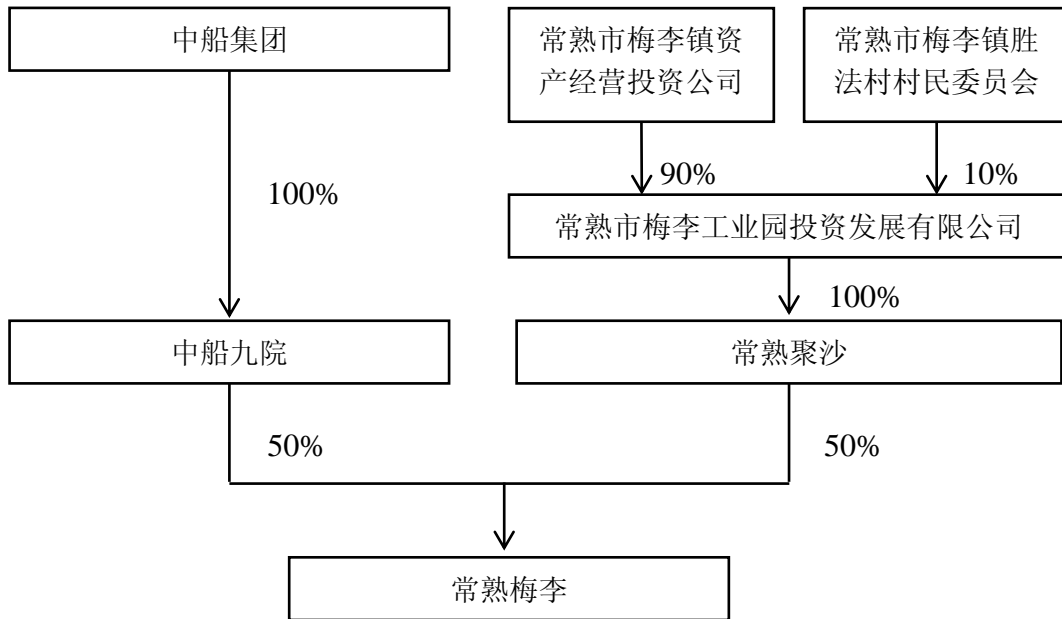 中船集团
常熟市梅李镇资
产经营投资公司
常熟市梅李镇胜
法村村民委员会
100%
90%
10%
常熟市梅李工业园投资发展有限公司
100%
中船九院
常熟聚沙
50%
50%
常熟梅李